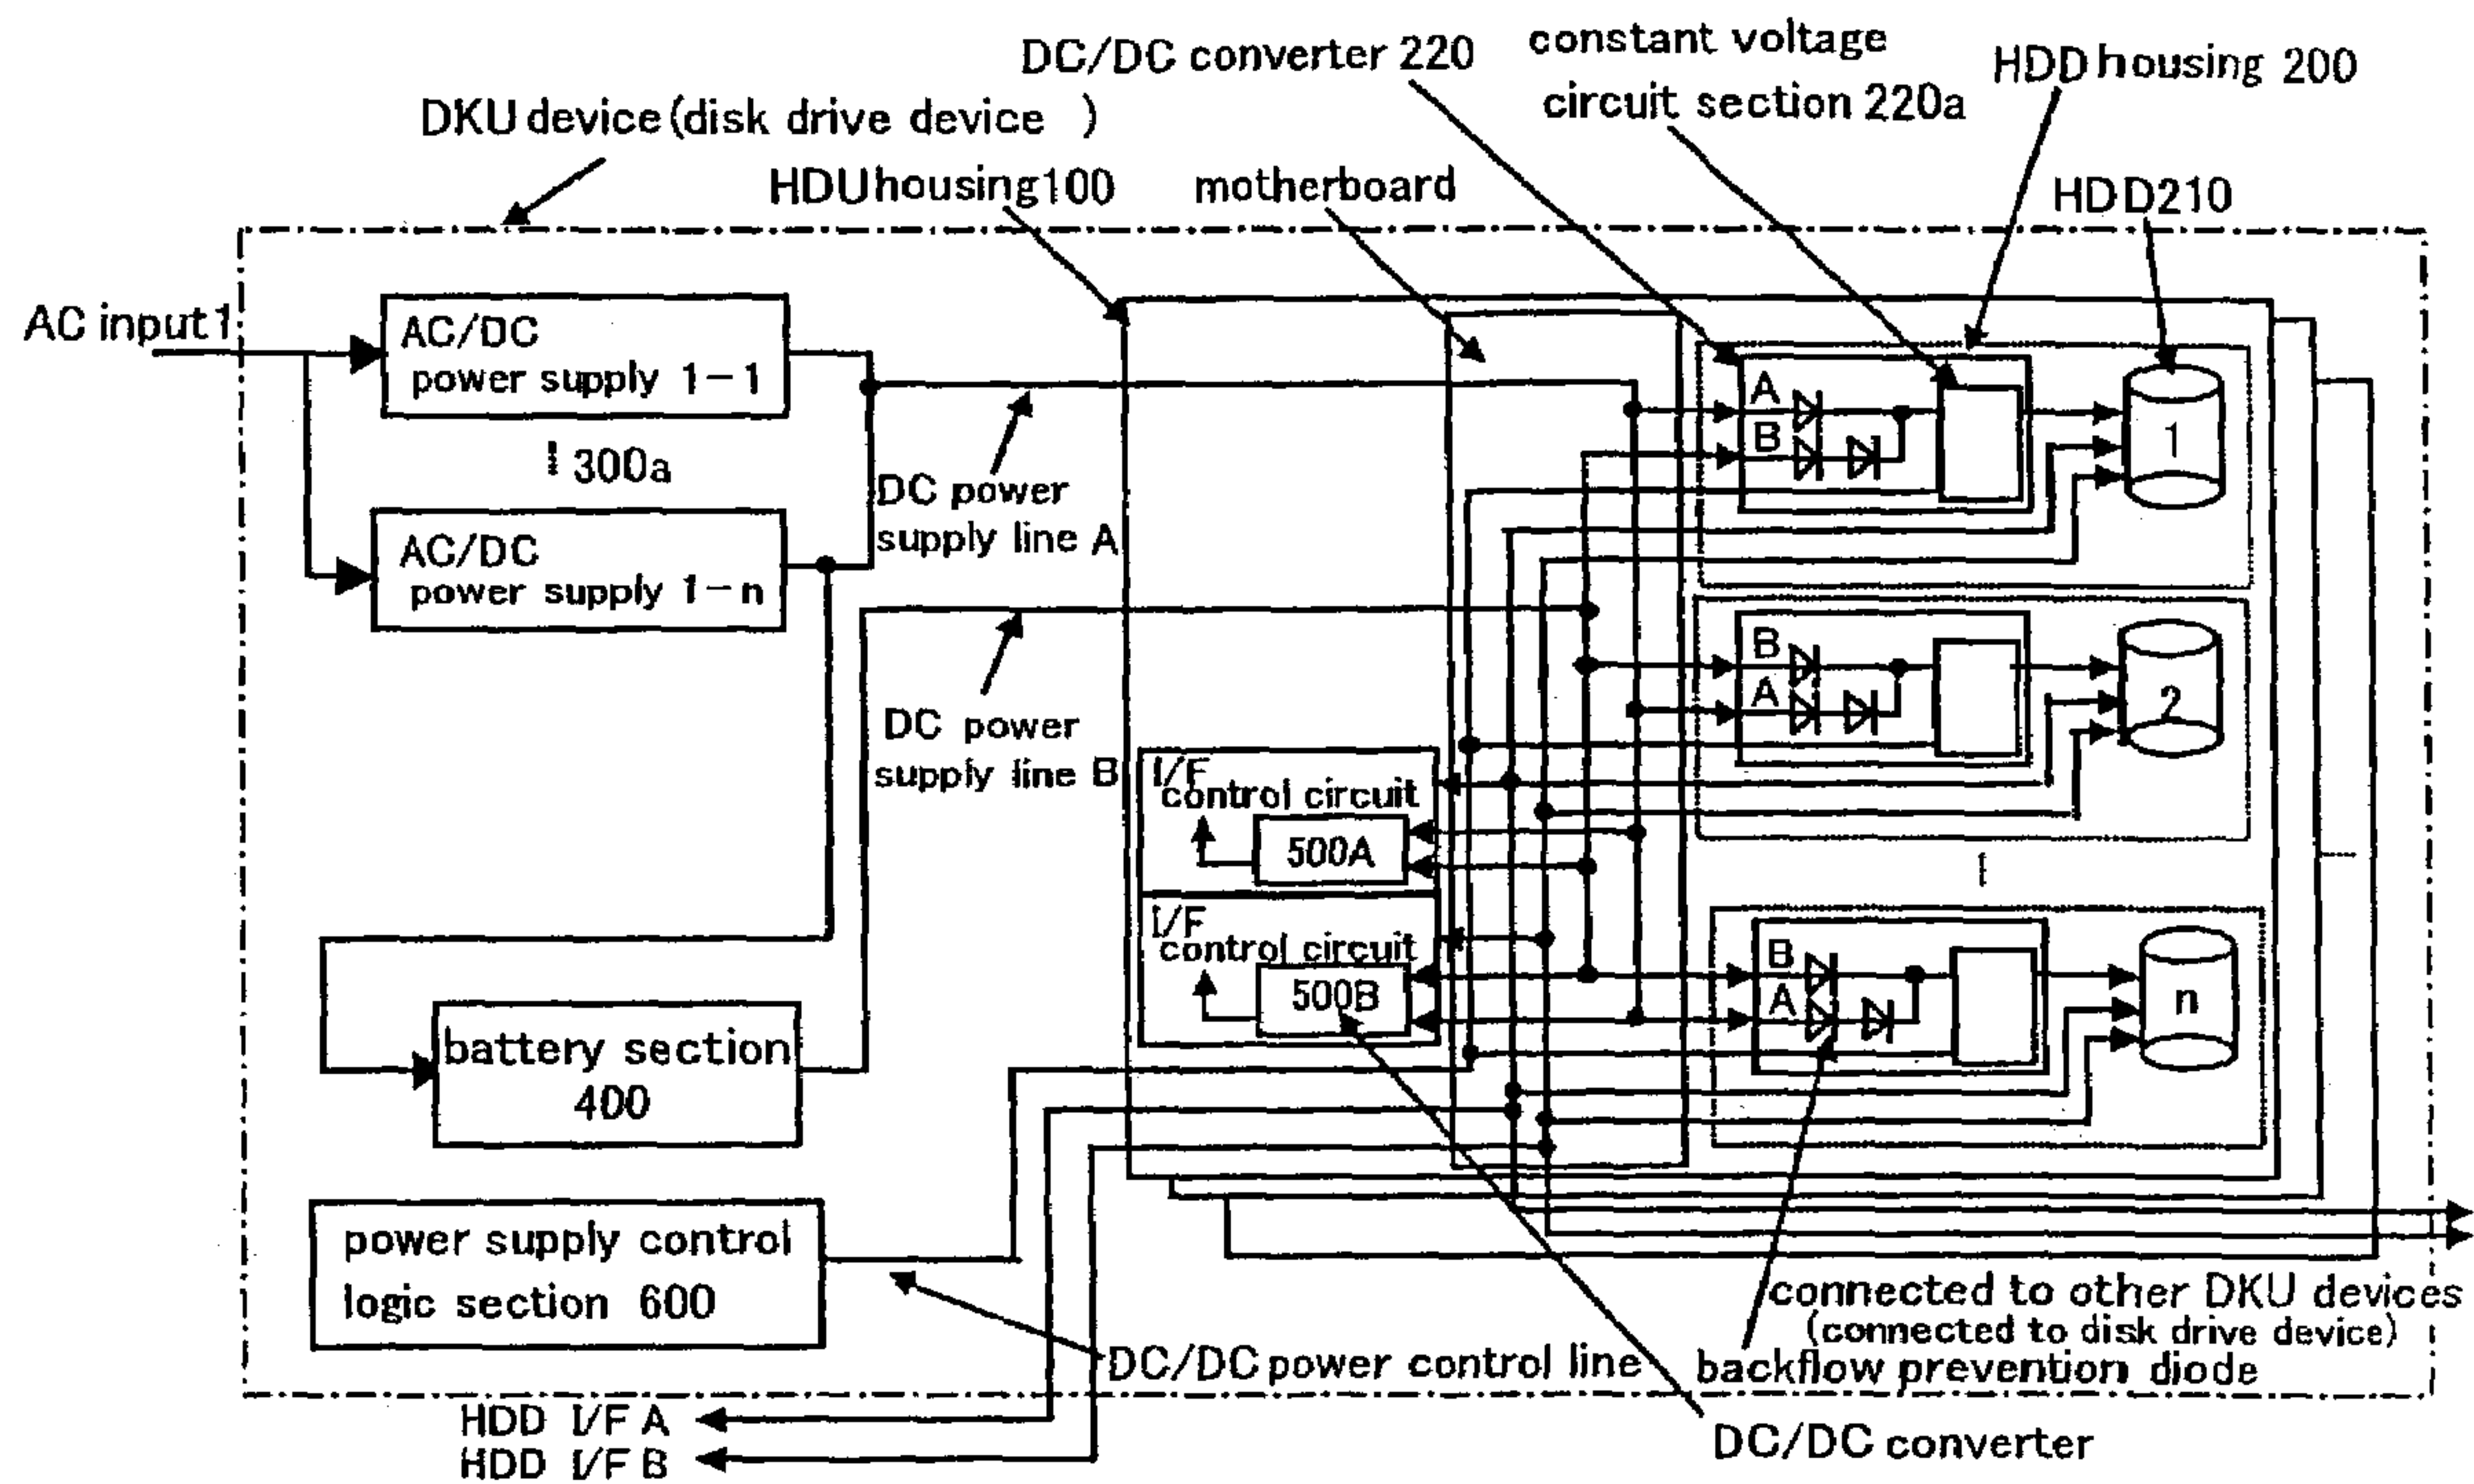 DC/DC converter 220
constant voltage
circuit section 220a
HDD housing 200
DKU device (disk drive device )
HDU housing 100
motherboard
HDD210
AC input1
AC/DC
power supply 1-1
300a
AC/DC
power supply 1-n
DC power
supply line A
DC power
supply line B
A
B
1
B
A
2
I/F
control circuit
500A
I/F
control circuit
500B
B
A
n
battery section
400
power supply control
logic section 600
connected to other DKU devices
(connected to disk drive device)
DC/DC power control line
backflow prevention diode
HDD I/F A
HDD I/F B
DC/DC converter